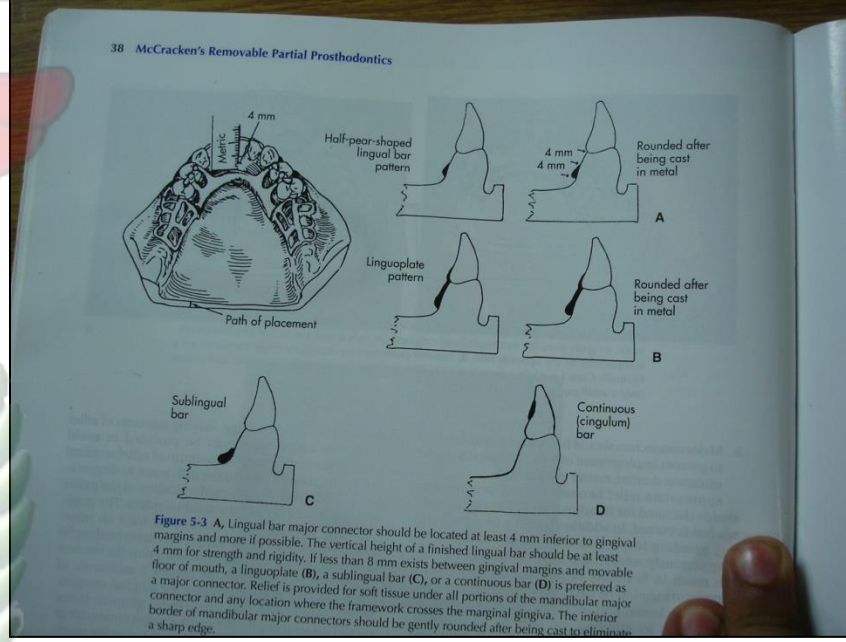 38 McCracken's Removable Partial Prosthodontics
4 mm
Metric
Path of placement
Half-pear-shaped
lingual bar
pattern
4 mm
4 mm
Rounded after
being cast
in metal
A
Linguoplate
pattern
Rounded after
being cast
in metal
B
Sublingual
bar
C
Continuous
(cingulum)
bar
D
Figure 5-3 A, Lingual bar major connector should be located at least 4 mm inferior to gingival
margins and more if possible. The vertical height of a finished lingual bar should be at least
4 mm for strength and rigidity. If less than 8 mm exists between gingival margins and movable
floor of mouth, a linguoplate (B), a sublingual bar (C), or a continuous bar (D) is preferred as
a major connector. Relief is provided for soft tissue under all portions of the mandibular major
connector and any location where the framework crosses the marginal gingiva. The inferior
border of mandibular major connectors should be gently rounded after being cast to eliminate
a sharp edge.